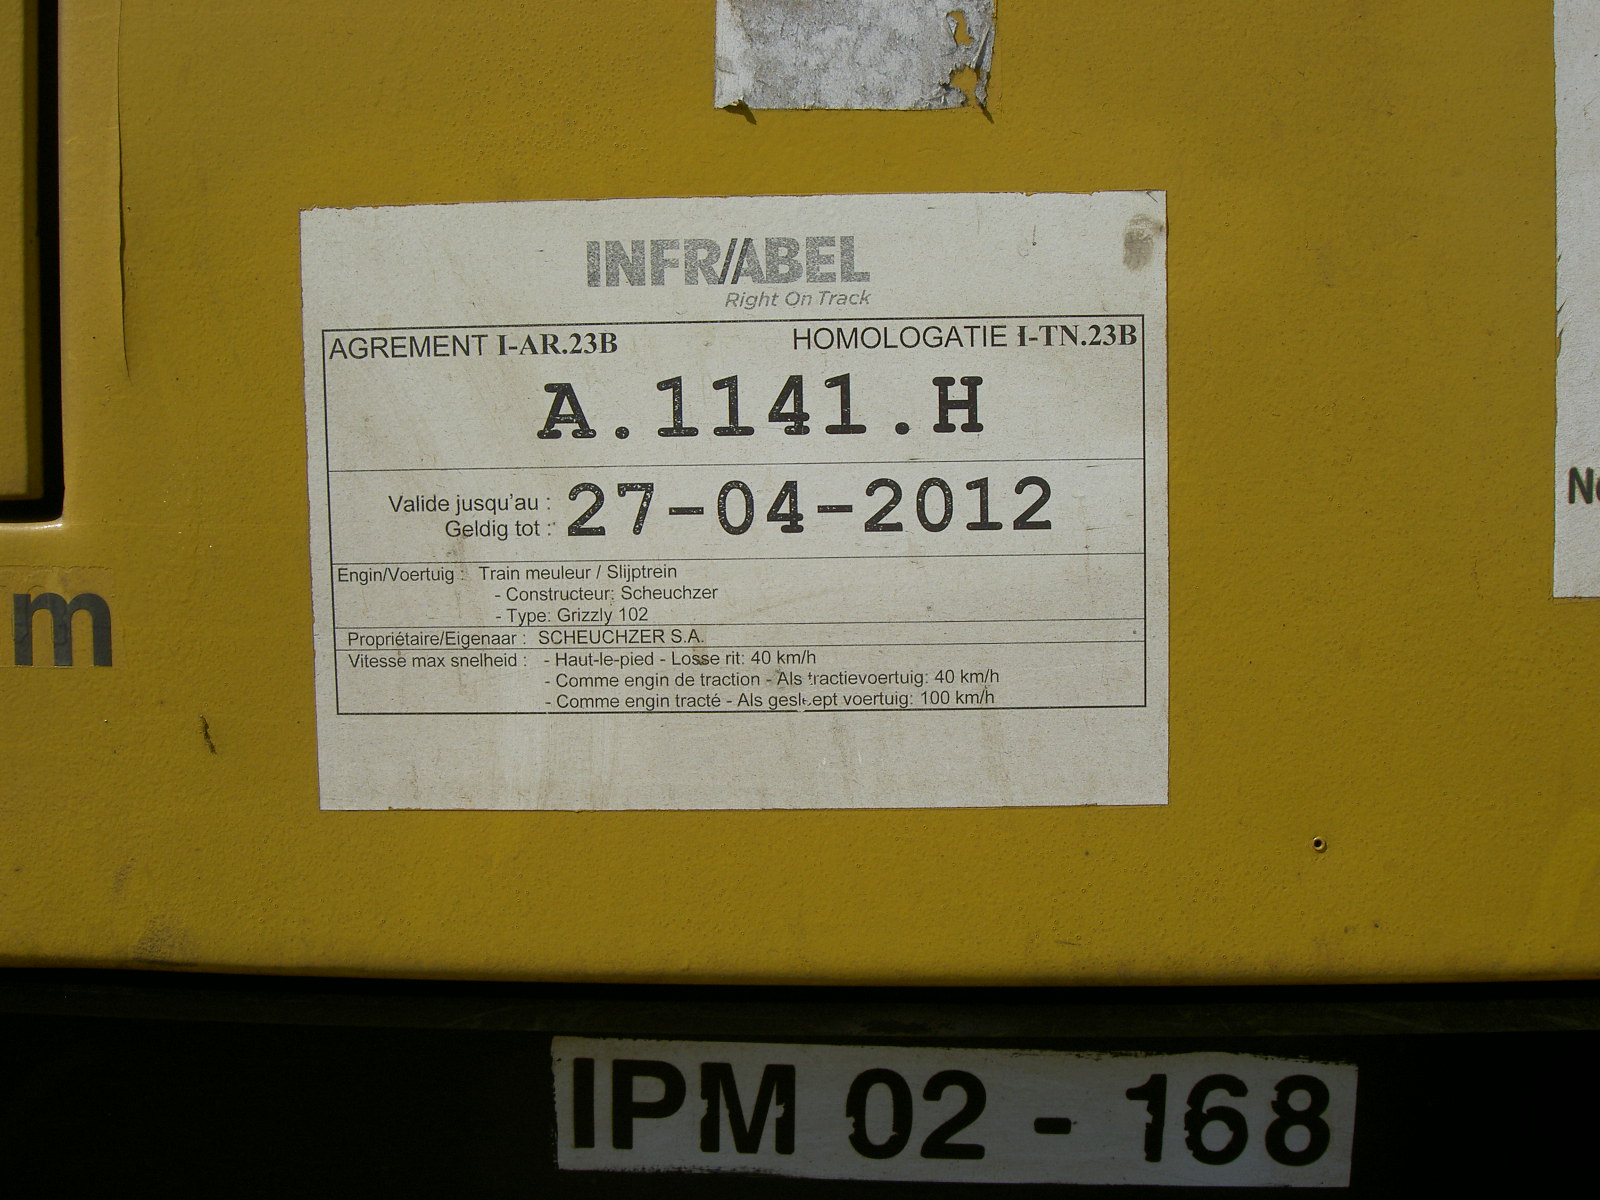 INFRABEL
Right On Track
AGREMENT I-AR.23B HOMOLOGATIE I-TN.23B
A.1141.H
Valide jusqu'au :
Geldig tot : 27-04-2012
Engin/Voertuig : Train meuleur / Slijptrein
- Constructeur: Scheuchzer
- Type: Grizzly 102
Propriétaire/Eigenaar : SCHEUCHZER S.A.
Vitesse max snelheid : - Haut-le-pied - Losse rit: 40 km/h
- Comme engin de traction - Als tractievoertuig: 40 km/h
- Comme engin tracté - Als gesleept voertuig: 100 km/h
m
IPM 02 - 168